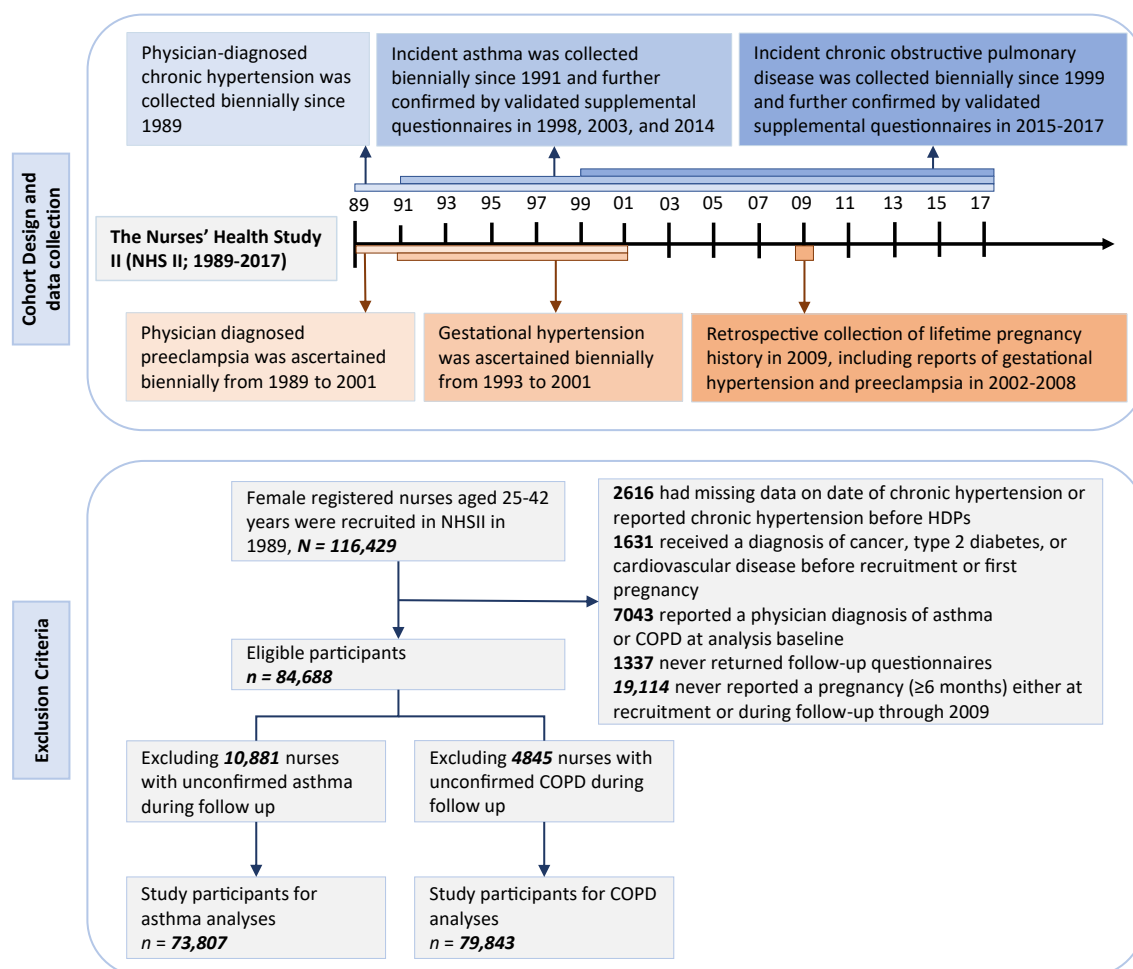 Cohort Design and
data collection
Physician-diagnosed
chronic hypertension was
collected biennially since
1989
Incident asthma was collected
biennially since 1991 and further
confirmed by validated supplemental
questionnaires in 1998, 2003, and 2014
Incident chronic obstructive pulmonary
disease was collected biennially since 1999
and further confirmed by validated
supplemental questionnaires in 2015-2017
89 91 93 95 97 99 01 03 05 07 09 11 13 15 17
The Nurses’ Health Study
II (NHS II; 1989-2017)
Physician diagnosed
preeclampsia was ascertained
biennially from 1989 to 2001
Gestational hypertension
was ascertained biennially
from 1993 to 2001
Retrospective collection of lifetime pregnancy
history in 2009, including reports of gestational
hypertension and preeclampsia in 2002-2008
Exclusion Criteria
Female registered nurses aged 25-42
years were recruited in NHSII in
1989, N = 116,429
2616 had missing data on date of chronic hypertension or
reported chronic hypertension before HDPs
1631 received a diagnosis of cancer, type 2 diabetes, or
cardiovascular disease before recruitment or first
pregnancy
7043 reported a physician diagnosis of asthma
or COPD at analysis baseline
1337 never returned follow-up questionnaires
19,114 never reported a pregnancy (≥6 months) either at
recruitment or during follow-up through 2009
Eligible participants
n = 84,688
Excluding 10,881 nurses
with unconfirmed asthma
during follow up
Excluding 4845 nurses with
unconfirmed COPD during
follow up
Study participants for
asthma analyses
n = 73,807
Study participants for COPD
analyses
n = 79,843